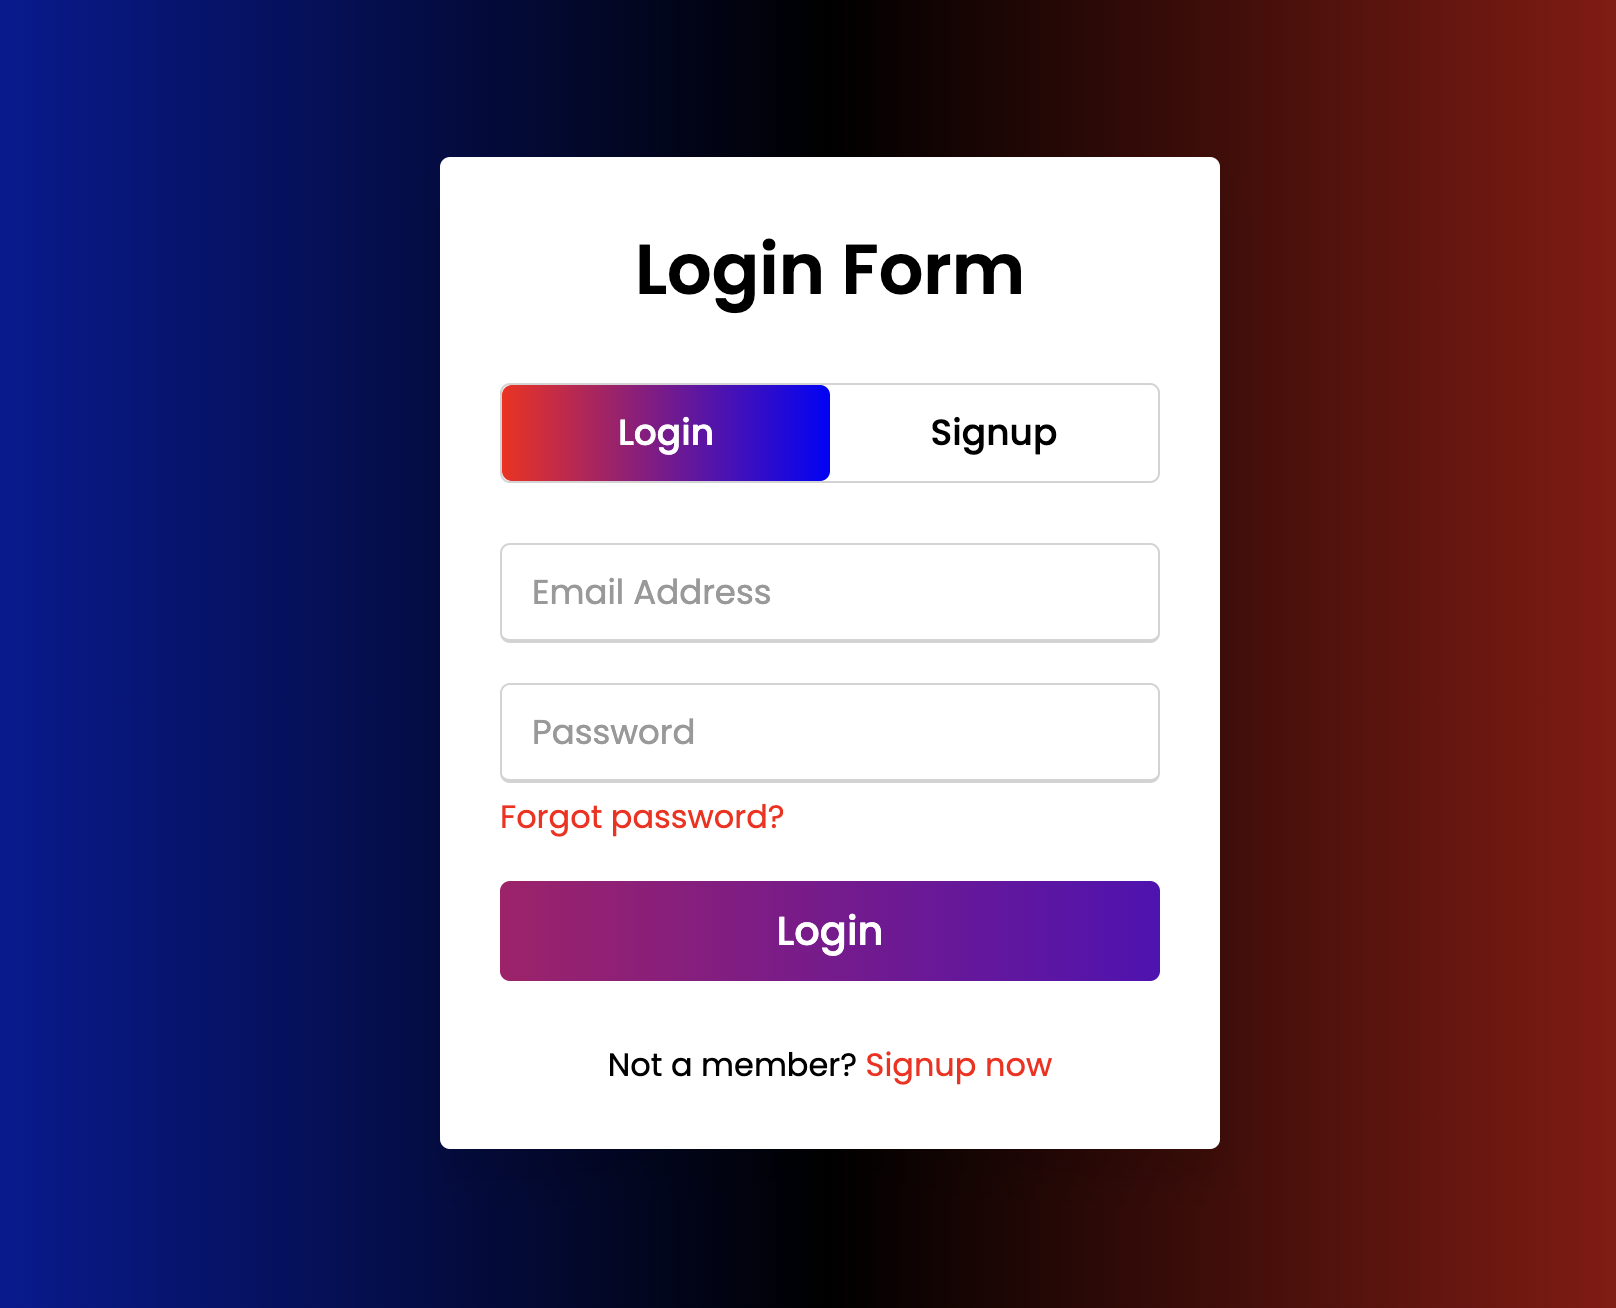 Login Form
Login Signup
Email Address
Password
Forgot password?
Login
Not a member? Signup now